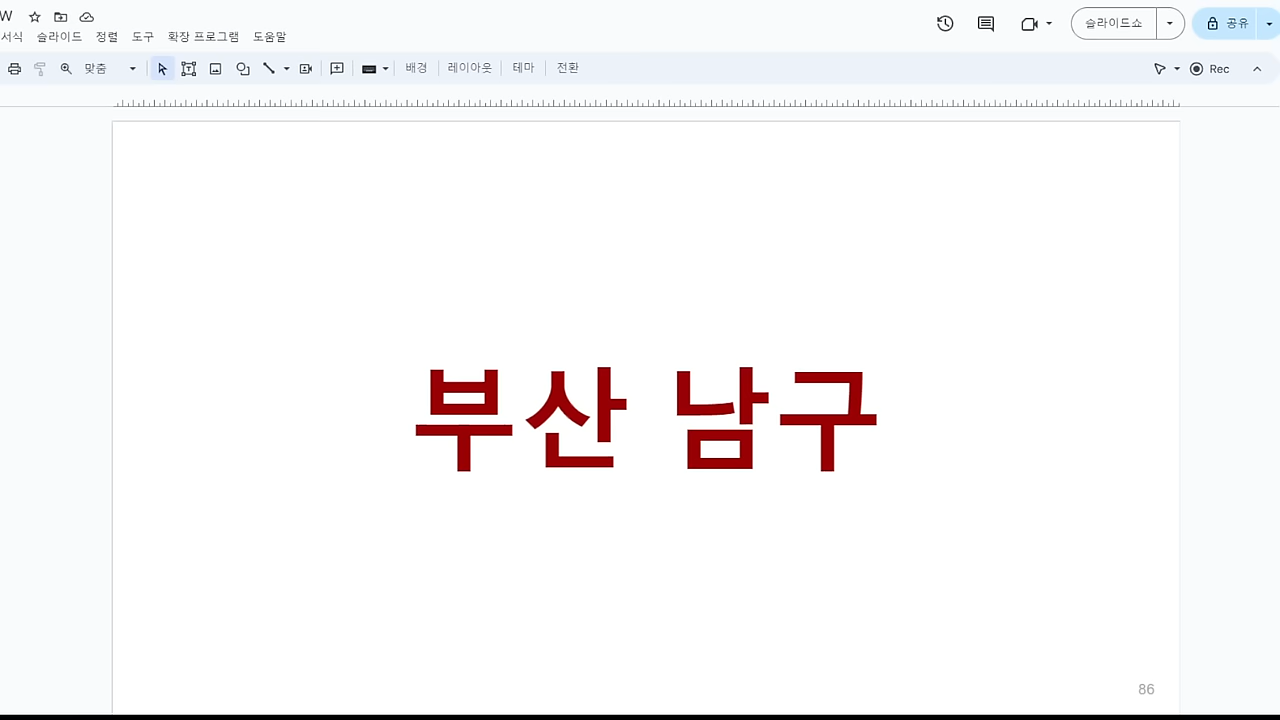 W
서식 슬라이드 정렬 도구 확장 프로그램 도움말
슬라이드쇼 공유
맞춤 배경 레이아웃 테마 전환 Rec
부산 남구
86